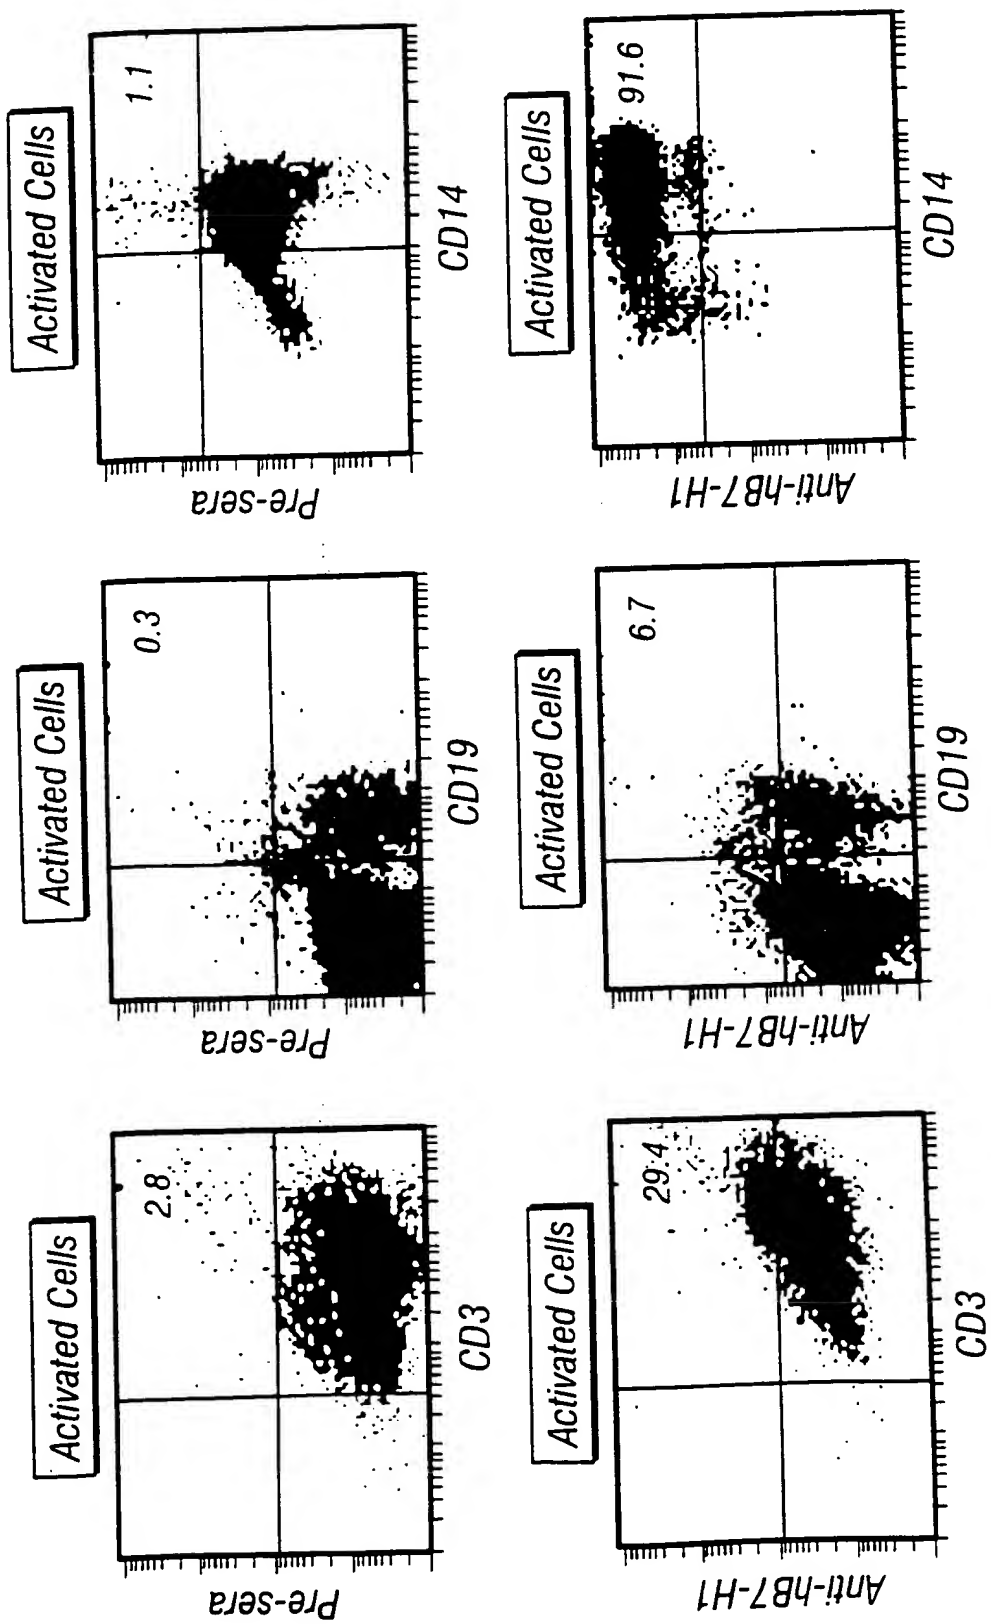 Activated Cells
2.8
Pre-sera
CD3
Activated Cells
0.3
Pre-sera
CD19
Activated Cells
1.1
Pre-sera
CD14
Activated Cells
29.4
Anti-hB7-H1
CD3
Activated Cells
6.7
Anti-hB7-H1
CD19
Activated Cells
91.6
Anti-hB7-H1
CD14